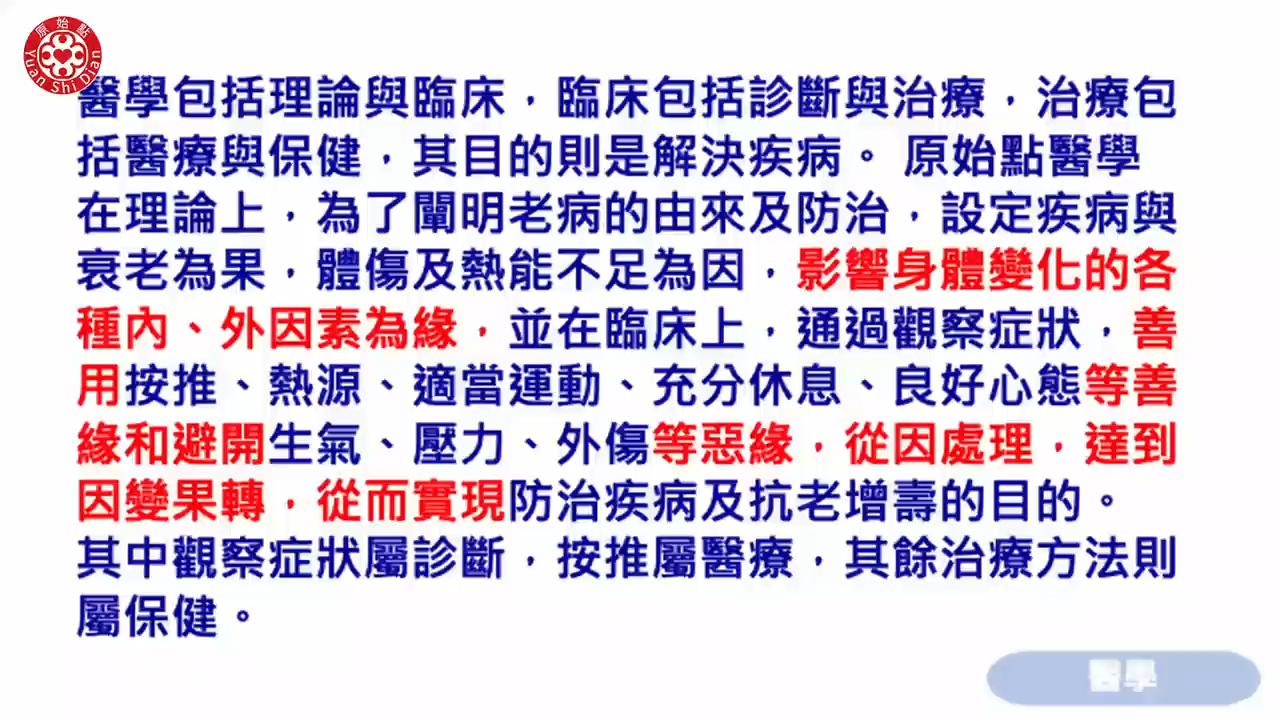 原始點
Yuan Shi Dian
醫學包括理論與臨床，臨床包括診斷與治療，治療包
括醫療與保健，其目的則是解決疾病。 原始點醫學
在理論上，為了闡明老病的由來及防治，設定疾病與
衰老為果，體傷及熱能不足為因，影響身體變化的各
種內、外因素為緣，並在臨床上，通過觀察症狀，善
用按推、熱源、適當運動、充分休息、良好心態等善
緣和避開生氣、壓力、外傷等惡緣，從因處理，達到
因變果轉，從而實現防治疾病及抗老增壽的目的。
其中觀察症狀屬診斷，按推屬醫療，其餘治療方法則
屬保健。
醫學